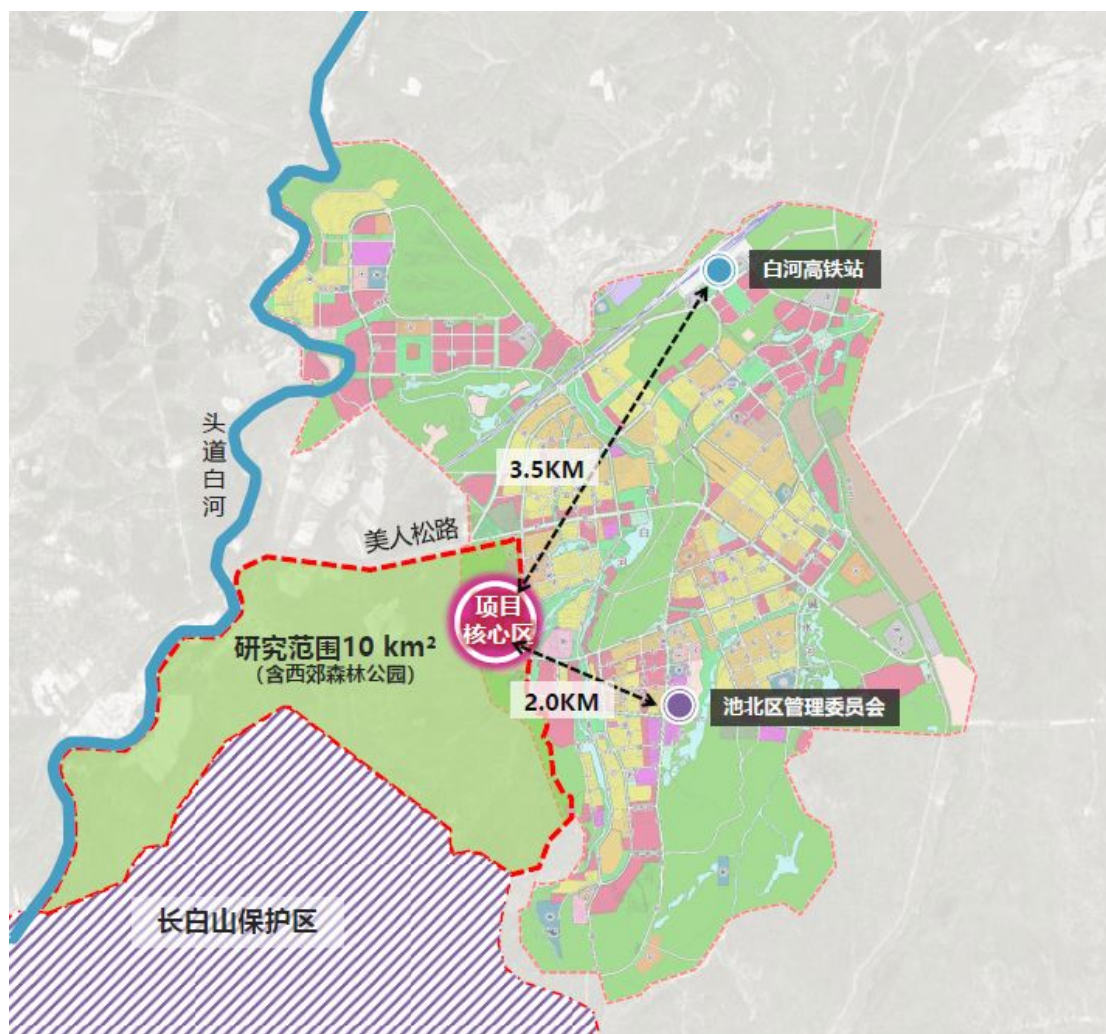 白河高铁站
头道白河
3.5KM
美人松路
项目
核心区
研究范围10 km²
(含西郊森林公园)
2.0KM
池北区管理委员会
长白山保护区